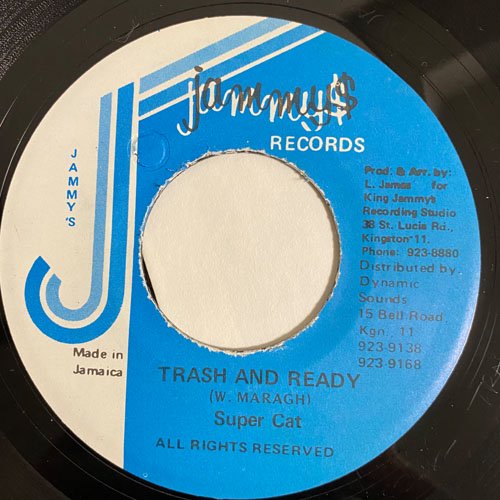 jammy$
jammy$
RECORDS
JAMMY'S
Prod: & Arr. by:
L. James for
King Jammy's
Recording Studio
38 St. Lucia Rd.,
Kingston 11.
Phone: 923-8880
Distributed by
Dynamic
Sounds
15 Bell Road,
Kgn. 11
923-9138
923-9168
Made in
Jamaica
TRASH AND READY
(W. MARAGH)
Super Cat
ALL RIGHTS RESERVED